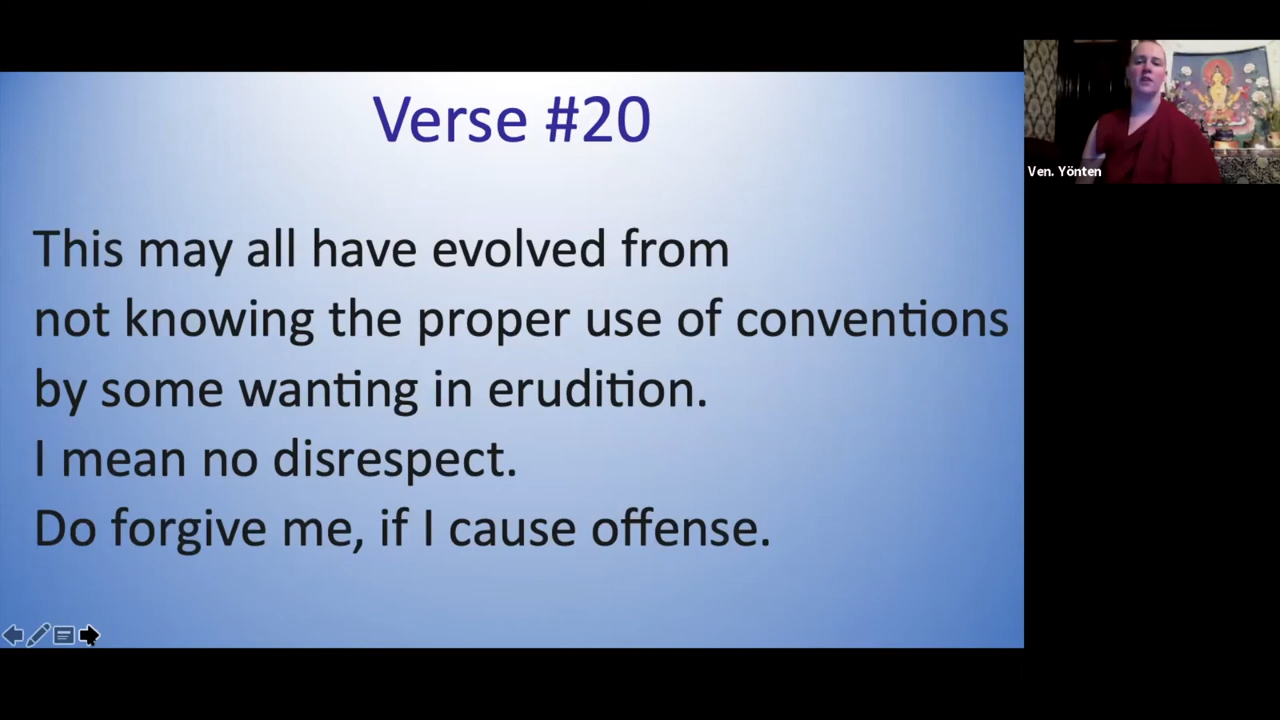 Verse #20
This may all have evolved from
not knowing the proper use of conventions
by some wanting in erudition.
I mean no disrespect.
Do forgive me, if I cause offense.
Ven. Yönten